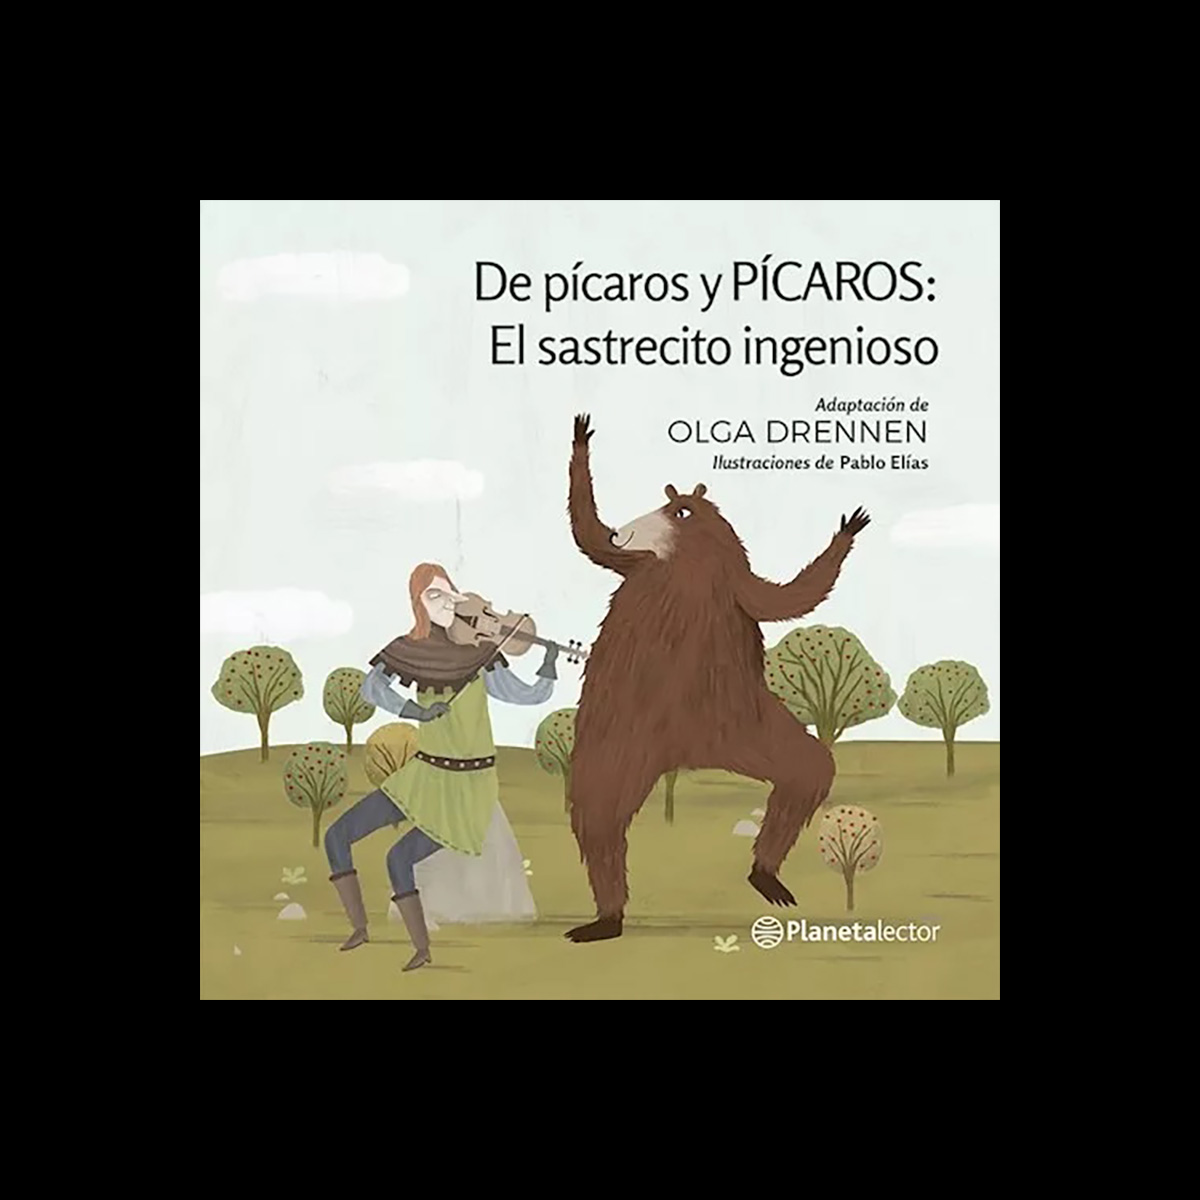 De pícaros y PÍCAROS:
El sastrecito ingenioso
Adaptación de
OLGA DRENNEN
Ilustraciones de Pablo Elías
Planetalector